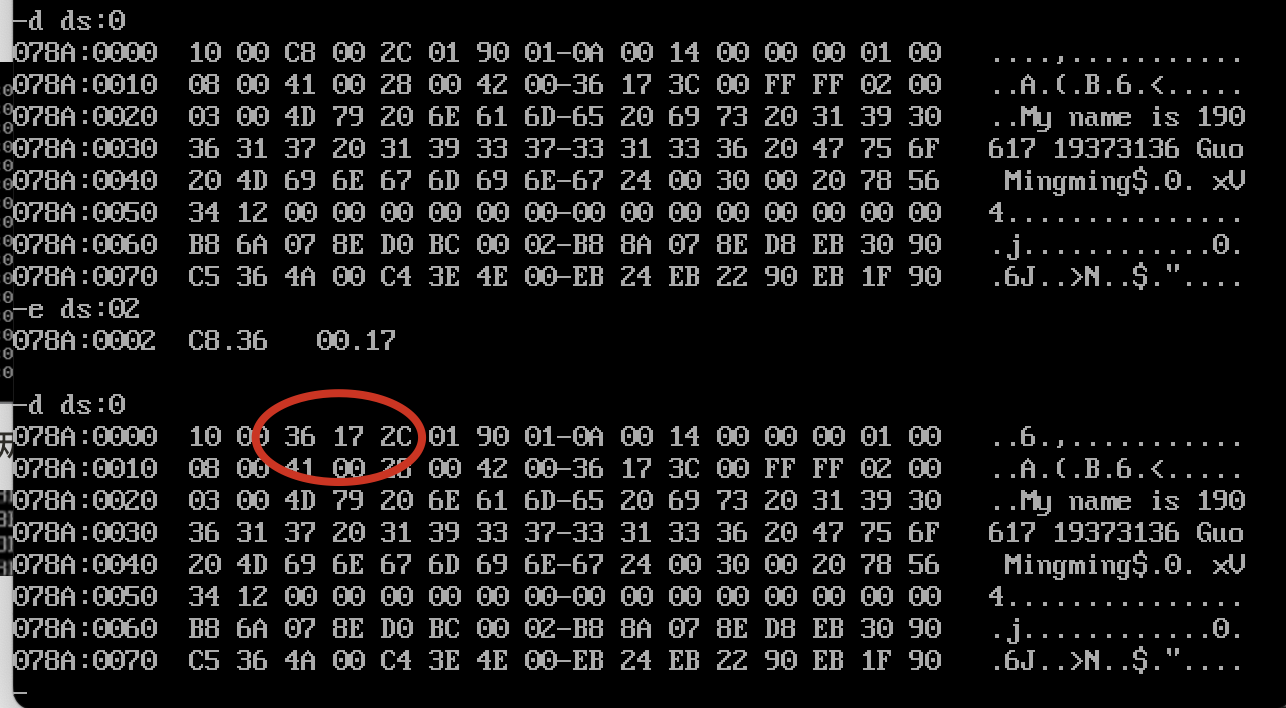 -d ds:0
078A:0000  10 00 C8 00 2C 01 90 01-0A 00 14 00 00 00 01 00   ....,...........
078A:0010  08 00 41 00 28 00 42 00-36 17 3C 00 FF FF 02 00   ..A.(.B.6.<.....
078A:0020  03 00 4D 79 20 6E 61 6D-65 20 69 73 20 31 39 30   ..My name is 190
078A:0030  36 31 37 20 31 39 33 37-33 31 33 36 20 47 75 6F   617 19373136 Guo
078A:0040  20 4D 69 6E 67 6D 69 6E-67 24 00 30 00 20 78 56    Mingming$.0. xV
078A:0050  34 12 00 00 00 00 00 00-00 00 00 00 00 00 00 00   4...............
078A:0060  B8 6A 07 8E D0 BC 00 02-B8 8A 07 8E D8 EB 30 90   .j............0.
078A:0070  C5 36 4A 00 C4 3E 4E 00-EB 24 EB 22 90 EB 1F 90   .6J..>N..$."....
-e ds:02
078A:0002  C8.36   00.17
-d ds:0
078A:0000  10 00 36 17 2C 01 90 01-0A 00 14 00 00 00 01 00   ..6.,...........
078A:0010  08 00 41 00 28 00 42 00-36 17 3C 00 FF FF 02 00   ..A.(.B.6.<.....
078A:0020  03 00 4D 79 20 6E 61 6D-65 20 69 73 20 31 39 30   ..My name is 190
078A:0030  36 31 37 20 31 39 33 37-33 31 33 36 20 47 75 6F   617 19373136 Guo
078A:0040  20 4D 69 6E 67 6D 69 6E-67 24 00 30 00 20 78 56    Mingming$.0. xV
078A:0050  34 12 00 00 00 00 00 00-00 00 00 00 00 00 00 00   4...............
078A:0060  B8 6A 07 8E D0 BC 00 02-B8 8A 07 8E D8 EB 30 90   .j............0.
078A:0070  C5 36 4A 00 C4 3E 4E 00-EB 24 EB 22 90 EB 1F 90   .6J..>N..$."....
-